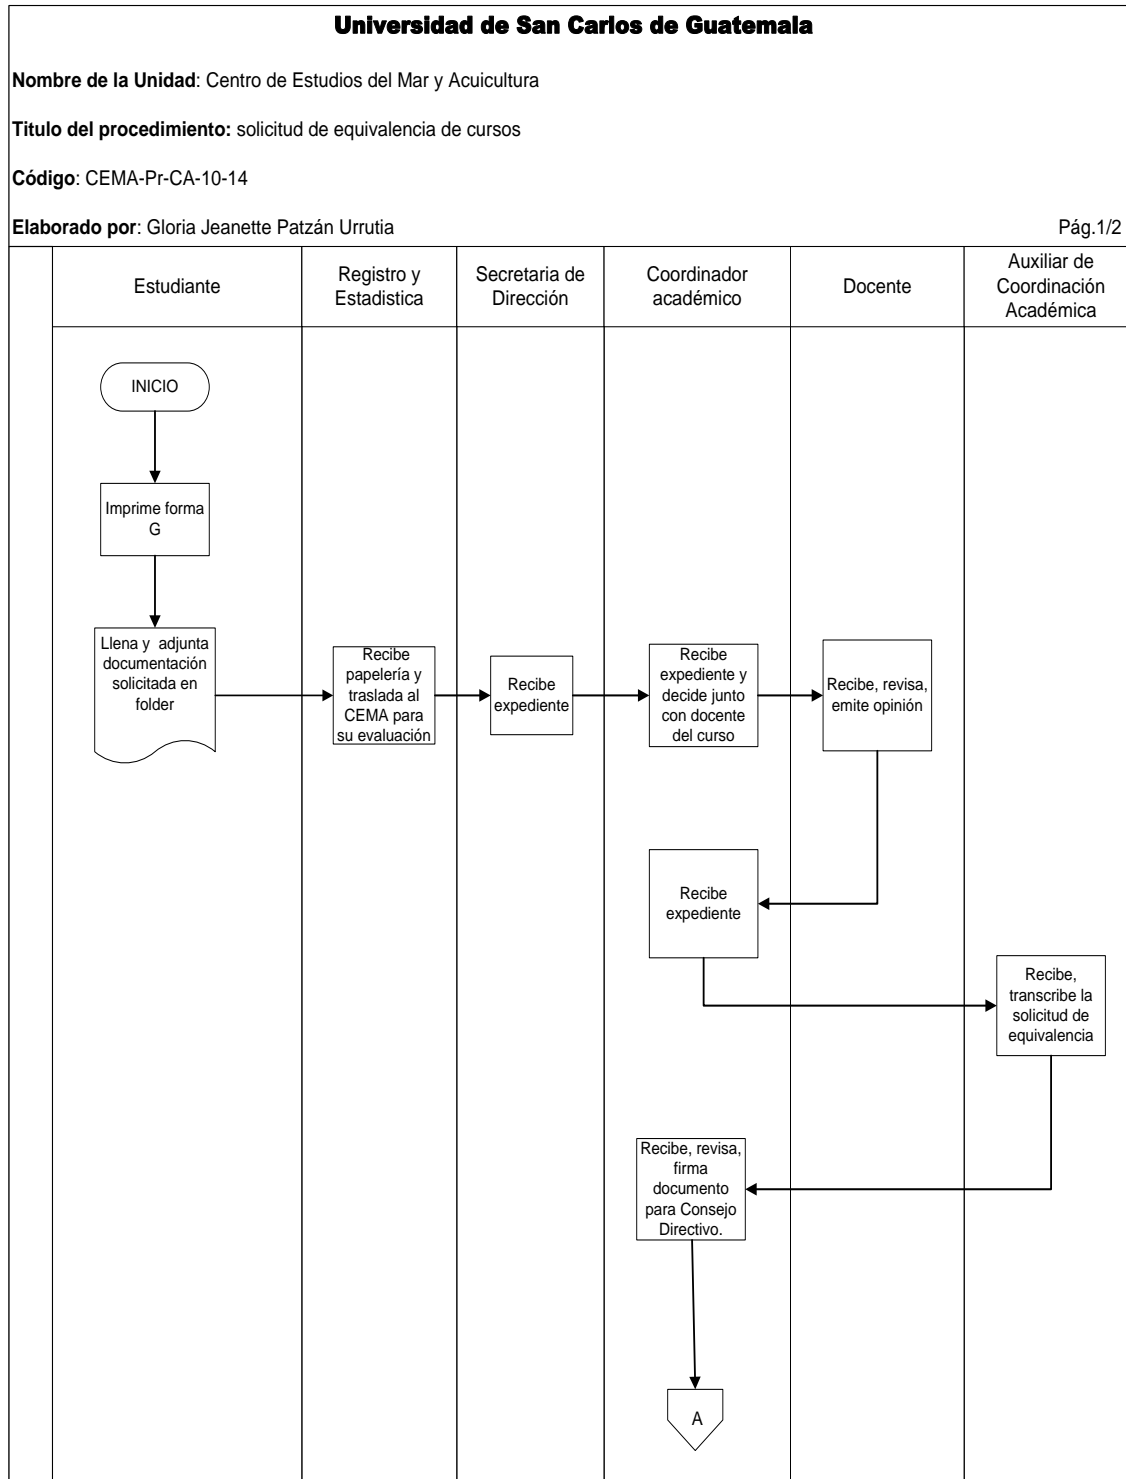 Universidad de San Carlos de Guatemala
Nombre de la Unidad: Centro de Estudios del Mar y Acuicultura
Titulo del procedimiento: solicitud de equivalencia de cursos
Código: CEMA-Pr-CA-10-14
Elaborado por: Gloria Jeanette Patzán Urrutia
Pág.1/2
Estudiante
Registro y
Estadistica
Secretaria de
Dirección
Coordinador
académico
Docente
Auxiliar de
Coordinación
Académica
INICIO
Imprime forma
G
Llena y adjunta
documentación
solicitada en
folder
Recibe
papelería y
traslada al
CEMA para
su evaluación
Recibe
expediente
Recibe
expediente y
decide junto
con docente
del curso
Recibe, revisa,
emite opinión
Recibe
expediente
Recibe,
transcribe la
solicitud de
equivalencia
Recibe, revisa,
firma
documento
para Consejo
Directivo.
A